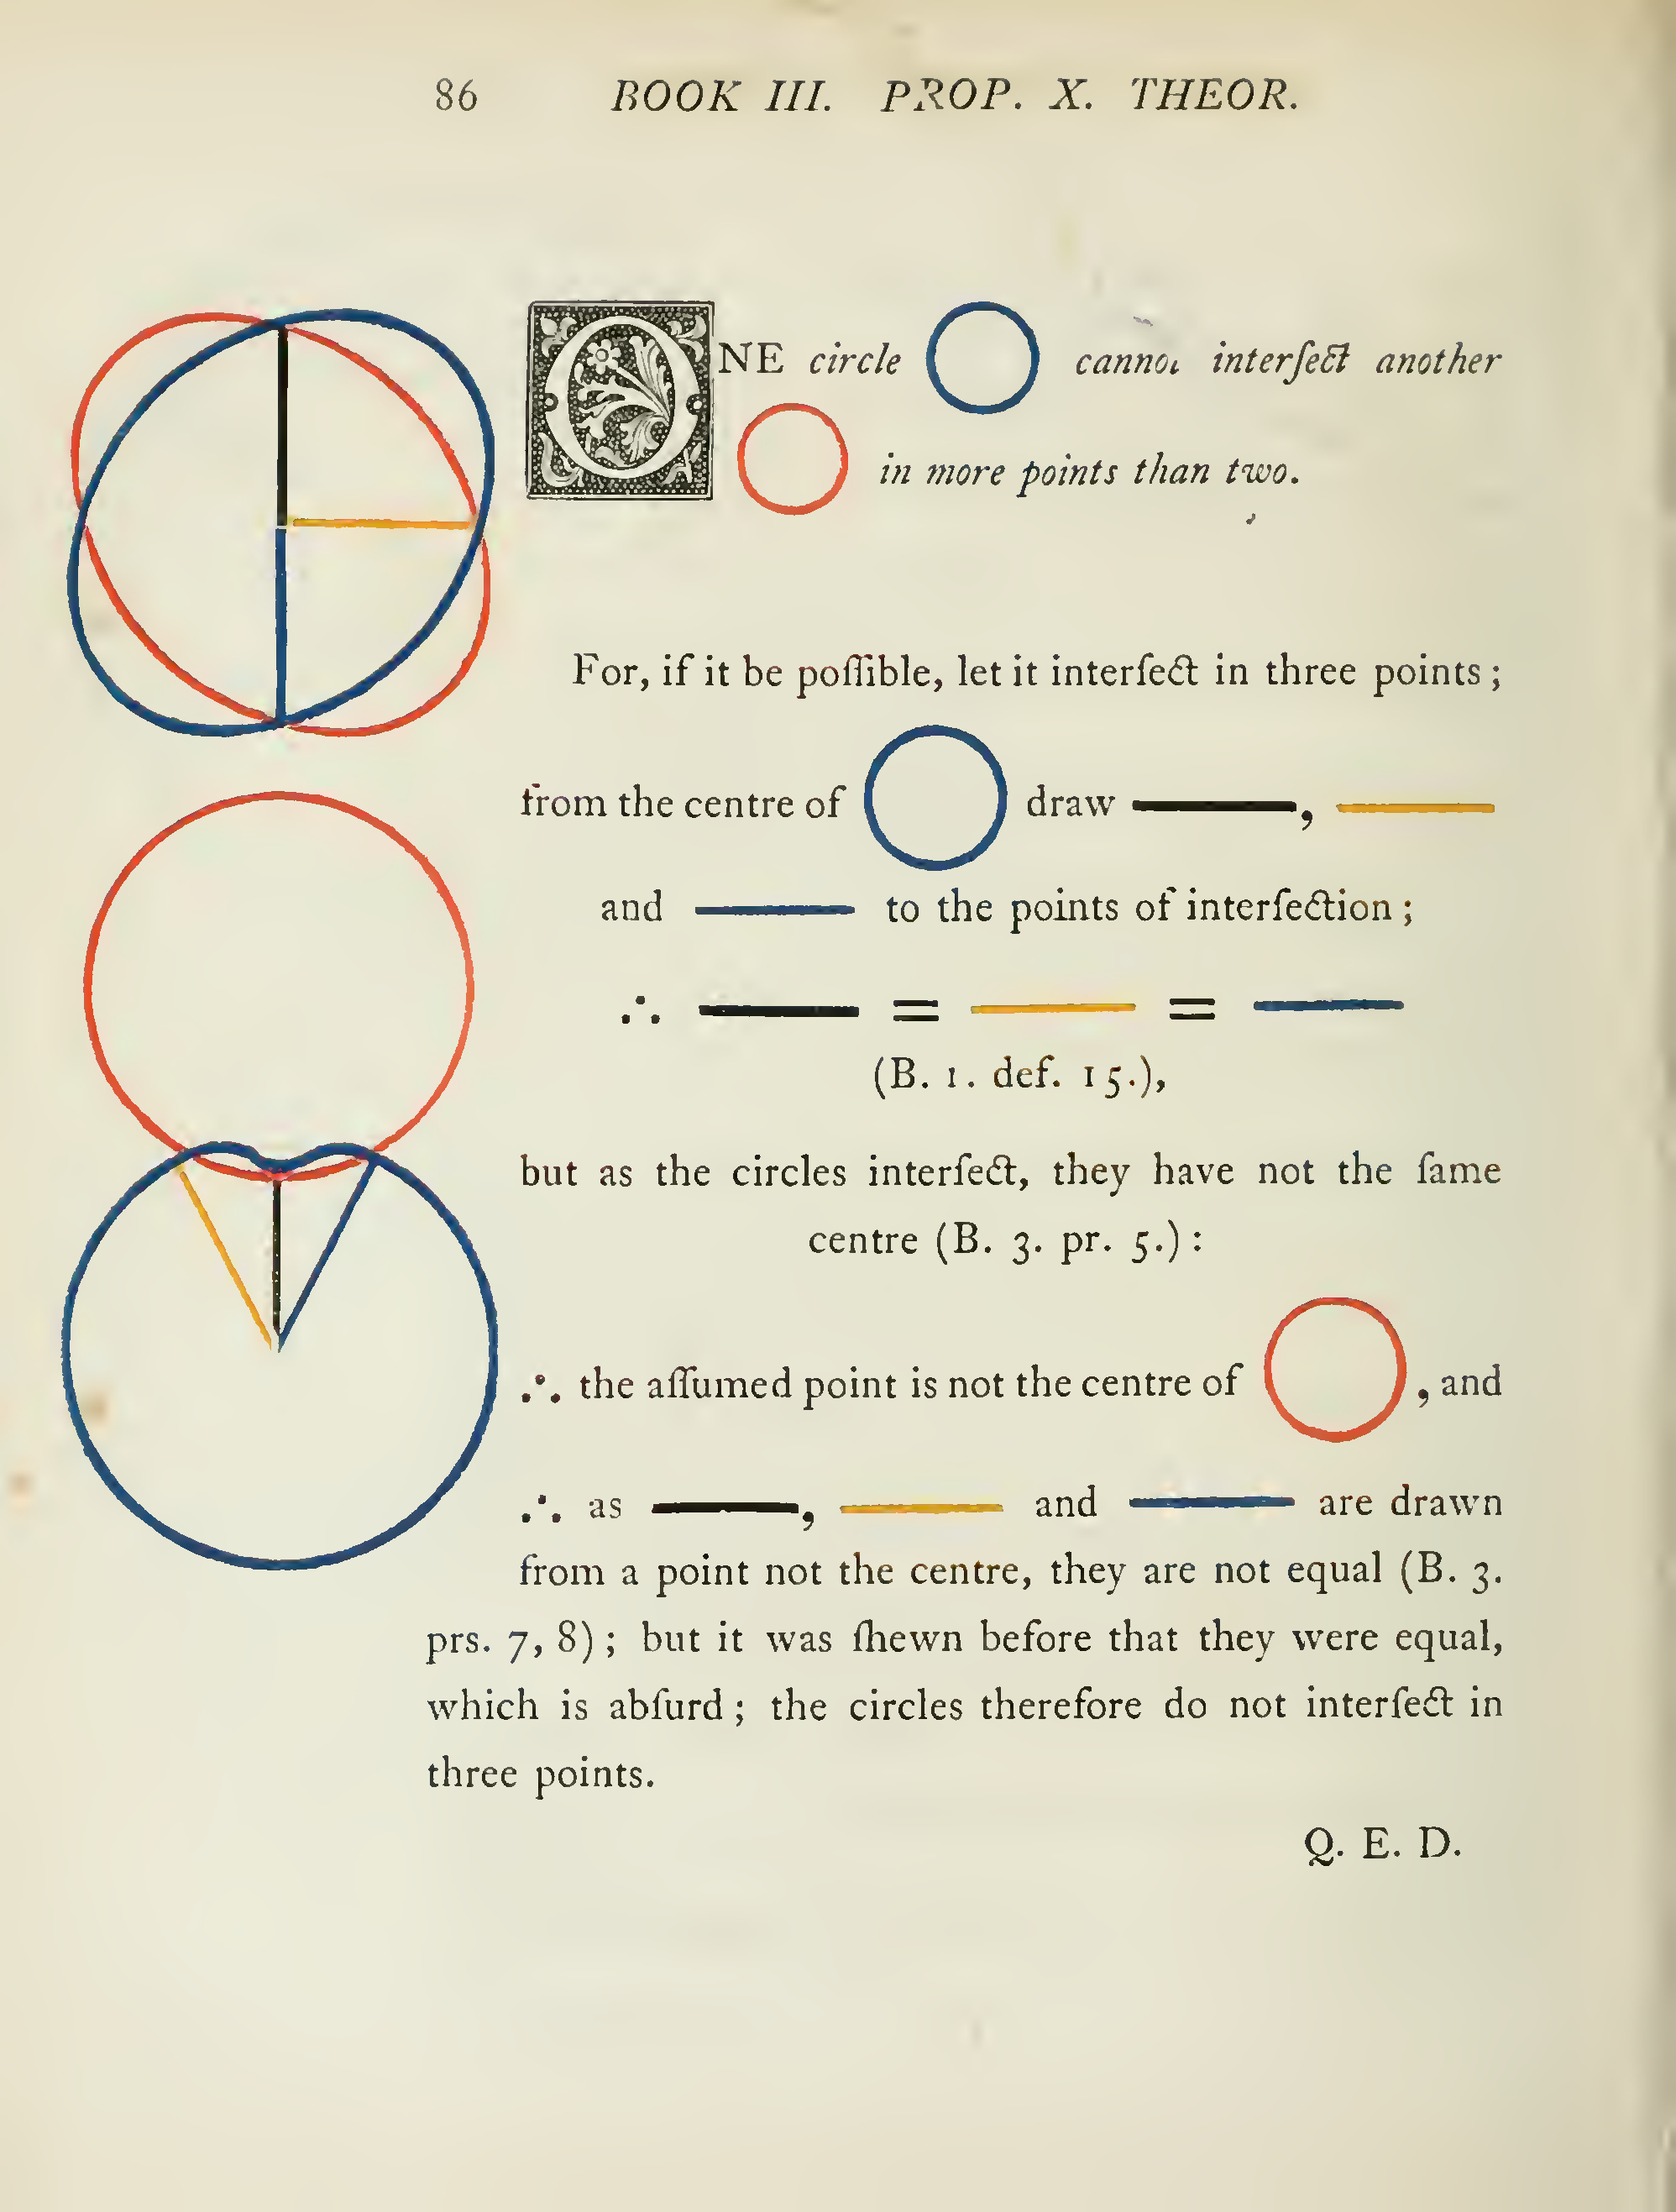 86 BOOK III. PROP. X. THEOR.
ONE circle cannot interſect another
in more points than two.
For, if it be poſſible, let it interſect in three points;
from the centre of draw ,
and to the points of interſection;
∴ = =
(B. 1. def. 15.),
but as the circles interſect, they have not the ſame
centre (B. 3. pr. 5.):
∴ the aſſumed point is not the centre of , and
∴ as , and are drawn
from a point not the centre, they are not equal (B. 3.
prs. 7, 8); but it was ſhewn before that they were equal,
which is abſurd; the circles therefore do not interſect in
three points.
Q. E. D.